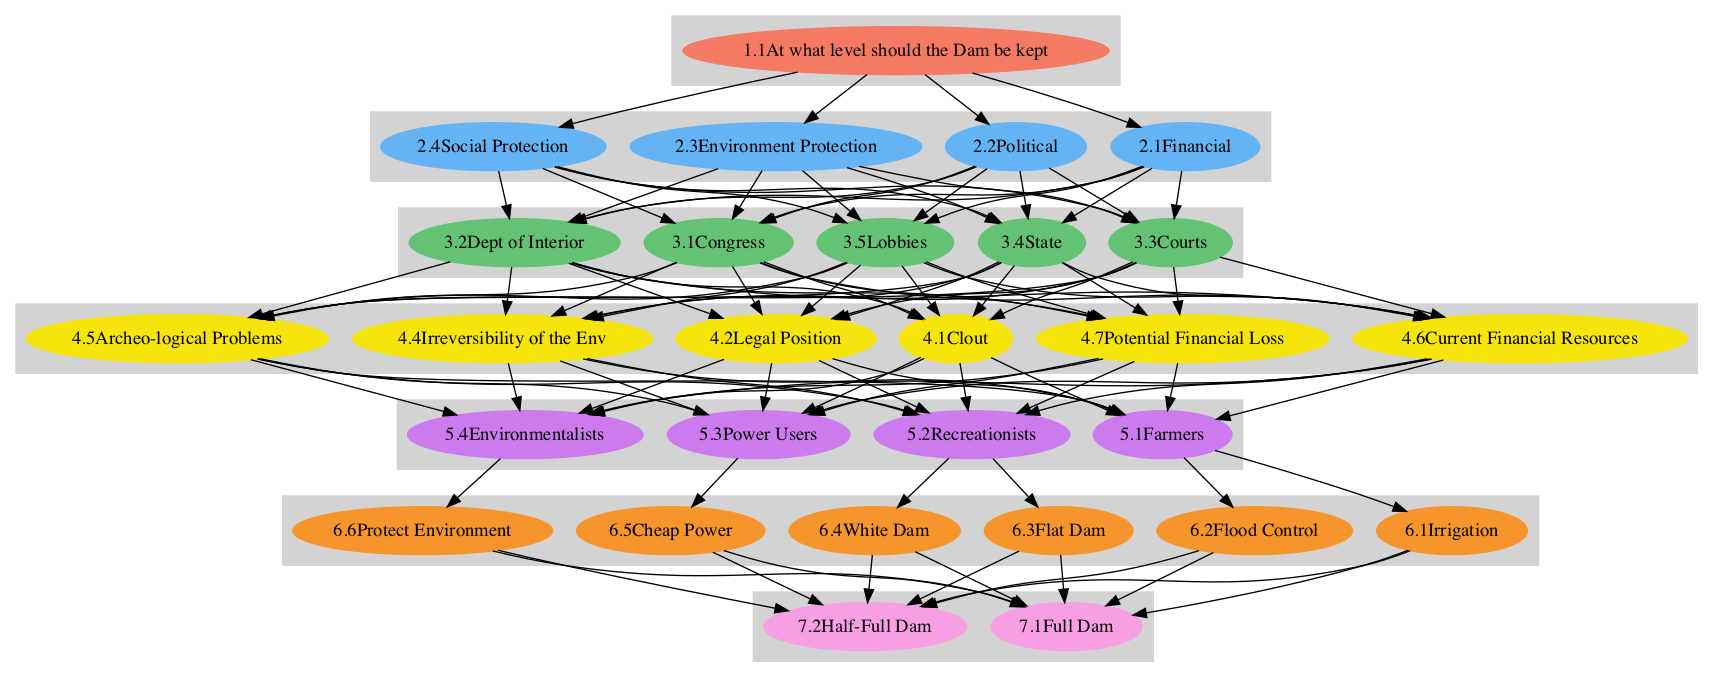 1.1At what level should the Dam be kept
2.4Social Protection
2.3Environment Protection
2.2Political
2.1Financial
3.2Dept of Interior
3.1Congress
3.5Lobbies
3.4State
3.3Courts
4.5Archeo-logical Problems
4.4Irreversibility of the Env
4.2Legal Position
4.1Clout
4.7Potential Financial Loss
4.6Current Financial Resources
5.4Environmentalists
5.3Power Users
5.2Recreationists
5.1Farmers
6.6Protect Environment
6.5Cheap Power
6.4White Dam
6.3Flat Dam
6.2Flood Control
6.1Irrigation
7.2Half-Full Dam
7.1Full Dam